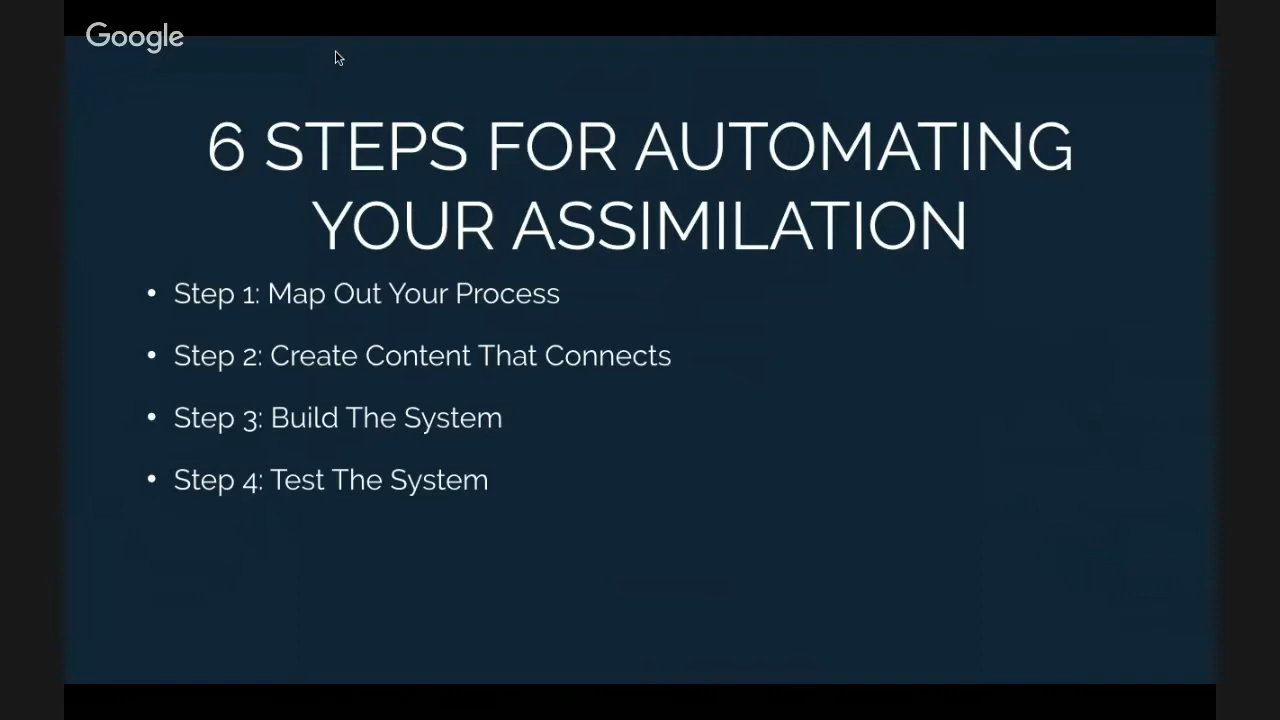 Google
6 STEPS FOR AUTOMATING
YOUR ASSIMILATION
• Step 1: Map Out Your Process
• Step 2: Create Content That Connects
• Step 3: Build The System
• Step 4: Test The System